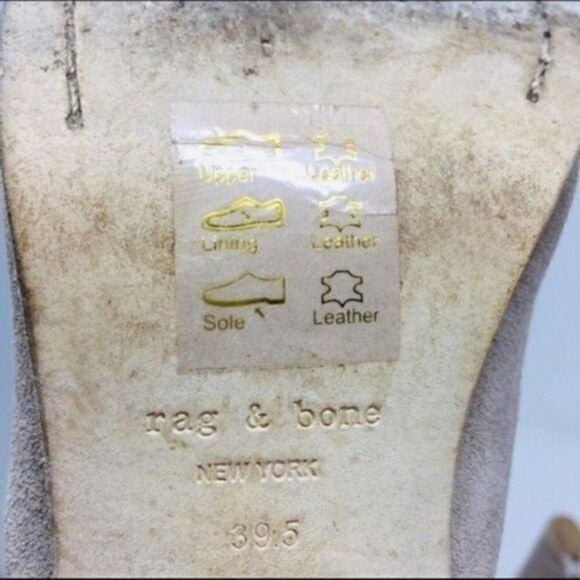 Upper Leather
Lining Leather
Sole Leather
rag & bone
NEW YORK
39.5